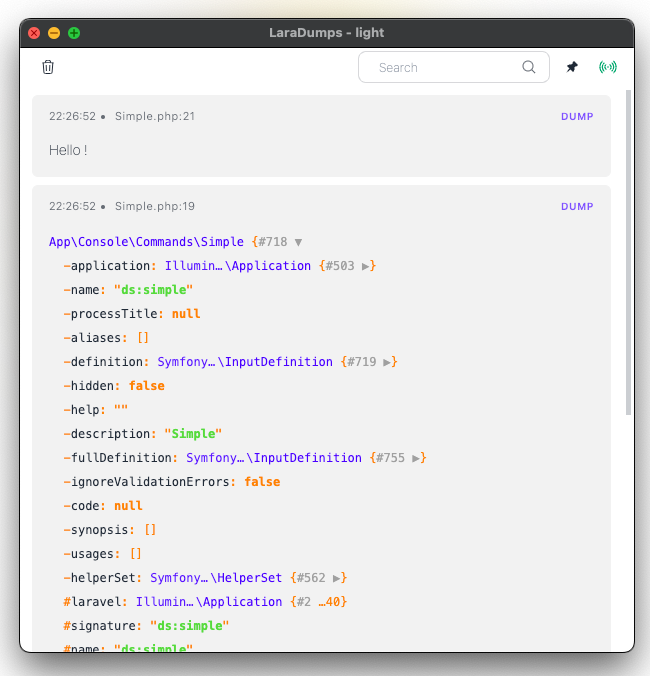 LaraDumps - light
Search
22:26:52 • Simple.php:21 DUMP
Hello !
22:26:52 • Simple.php:19 DUMP
App\Console\Commands\Simple {#718 ▼
-application: Illumin…\Application {#503 ▶}
-name: "ds:simple"
-processTitle: null
-aliases: []
-definition: Symfony…\InputDefinition {#719 ▶}
-hidden: false
-help: ""
-description: "Simple"
-fullDefinition: Symfony…\InputDefinition {#755 ▶}
-ignoreValidationErrors: false
-code: null
-synopsis: []
-usages: []
-helperSet: Symfony…\HelperSet {#562 ▶}
#laravel: Illumin…\Application {#2 …40}
#signature: "ds:simple"
#name: "ds:simple"